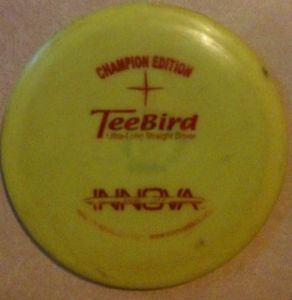 CHAMPION EDITION
TeeBird
Ultra-Long Straight Driver
INNOVA